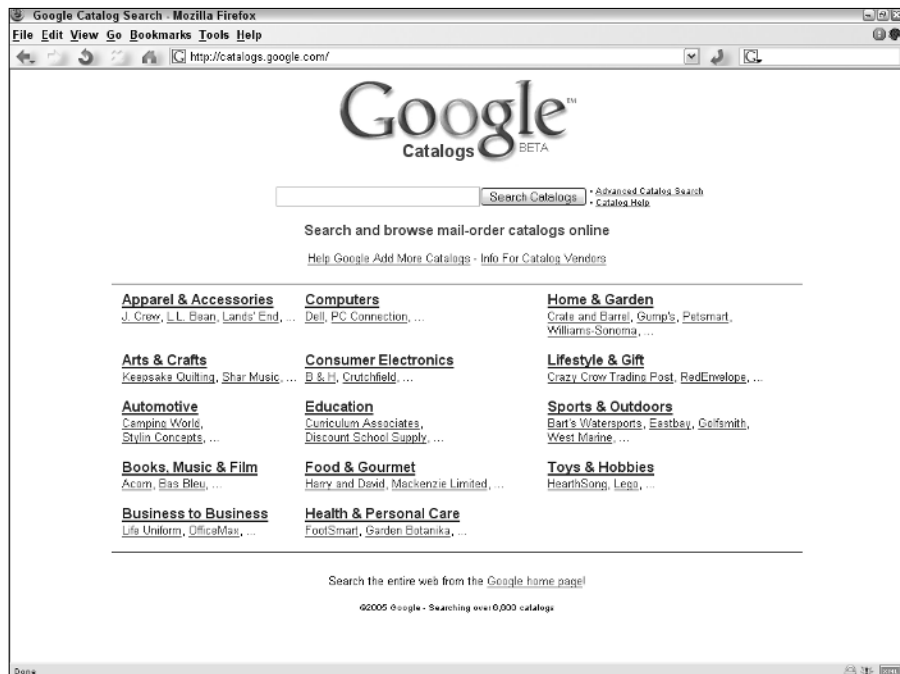 Google Catalog Search - Mozilla Firefox
File Edit View Go Bookmarks Tools Help
http://catalogs.google.com/
Google™
Catalogs BETA
Search Catalogs
• Advanced Catalog Search
• Catalog Help
Search and browse mail-order catalogs online
Help Google Add More Catalogs - Info For Catalog Vendors
Apparel & Accessories
J. Crew, L.L. Bean, Lands' End, ...
Computers
Dell, PC Connection, ...
Home & Garden
Crate and Barrel, Gump's, Petsmart,
Williams-Sonoma, ...
Arts & Crafts
Keepsake Quilting, Shar Music, ...
Consumer Electronics
B & H, Crutchfield, ...
Lifestyle & Gift
Crazy Crow Trading Post, RedEnvelope, ...
Automotive
Camping World,
Stylin Concepts, ...
Education
Curriculum Associates,
Discount School Supply, ...
Sports & Outdoors
Bart's Watersports, Eastbay, Golfsmith,
West Marine, ...
Books, Music & Film
Acorn, Bas Bleu, ...
Food & Gourmet
Harry and David, Mackenzie Limited, ...
Toys & Hobbies
HearthSong, Lego, ...
Business to Business
Life Uniform, OfficeMax, ...
Health & Personal Care
FootSmart, Garden Botanika, ...
Search the entire web from the Google home page!
©2005 Google - Searching over 6,600 catalogs
Done